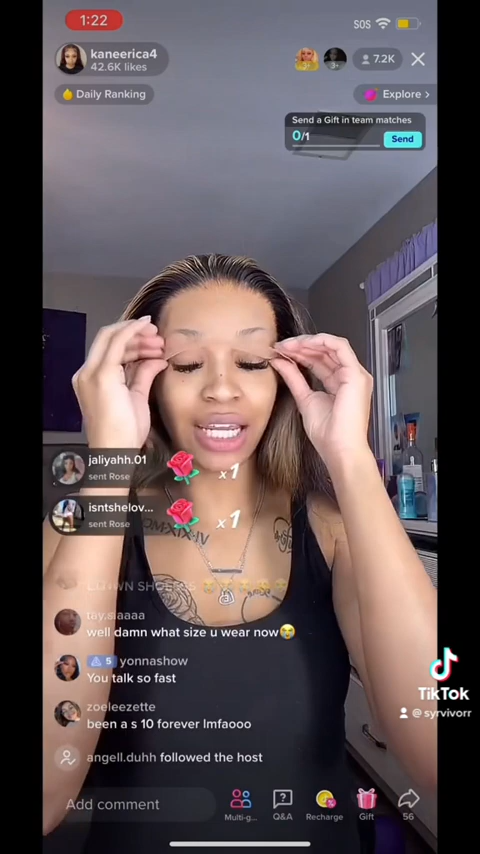 1:22
SOS
kaneerica4
42.6K likes
3+
3+
7.2K
Daily Ranking
Explore >
Send a Gift in team matches
0/1
Send
jaliyahh.01
sent Rose
x1
isntshelov...
sent Rose
x1
well damn what size u wear now😭
5 yonnashow
You talk so fast
zoeleezette
been a s 10 forever lmfaooo
angell.duhh followed the host
TikTok
@ syrvivorr
Add comment
Multi-g...
Q&A
Recharge
Gift
56